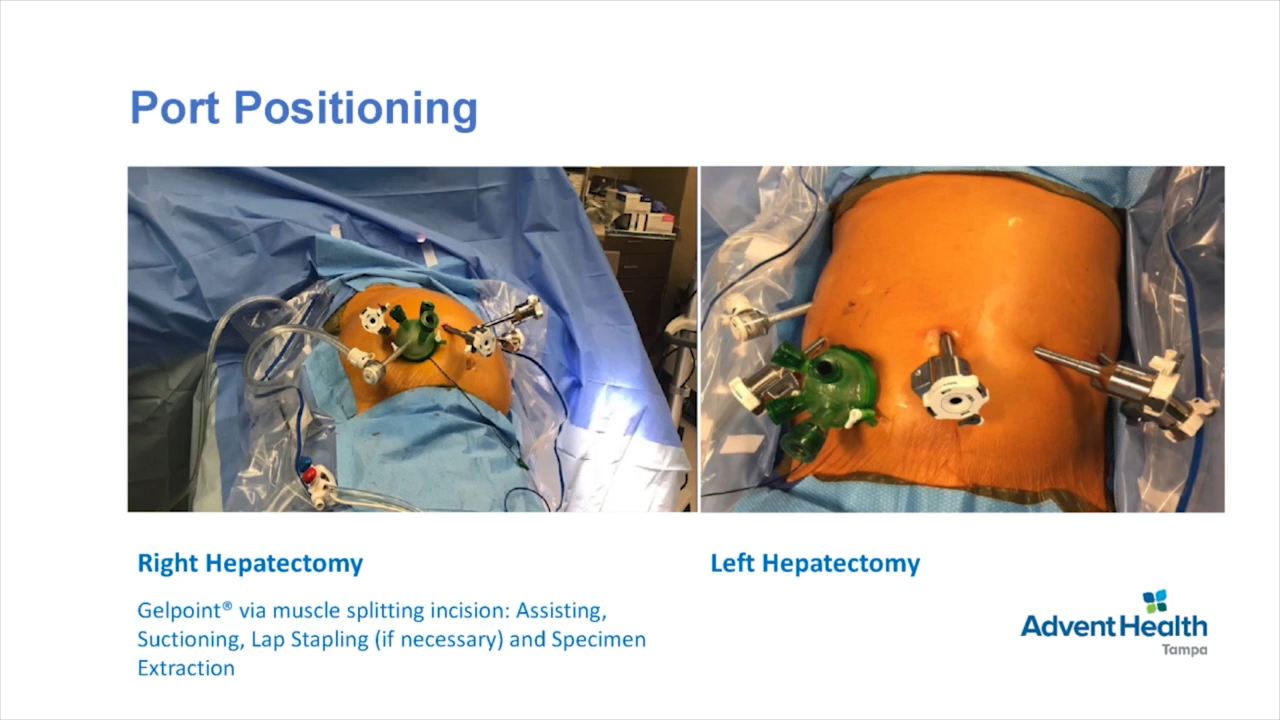 Port Positioning
Right Hepatectomy
Gelpoint® via muscle splitting incision: Assisting,
Suctioning, Lap Stapling (if necessary) and Specimen
Extraction
Left Hepatectomy
AdventHealth
Tampa